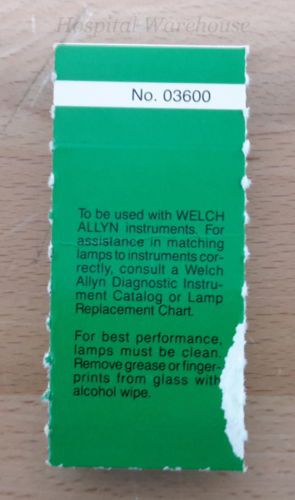 Hospital Warehouse
No. 03600
To be used with WELCH
ALLYN instruments. For
assistance in matching
lamps to instruments cor-
rectly, consult a Welch
Allyn Diagnostic Instru-
ment Catalog or Lamp
Replacement Chart.
For best performance,
lamps must be clean.
Remove grease or finger-
prints from glass with
alcohol wipe.